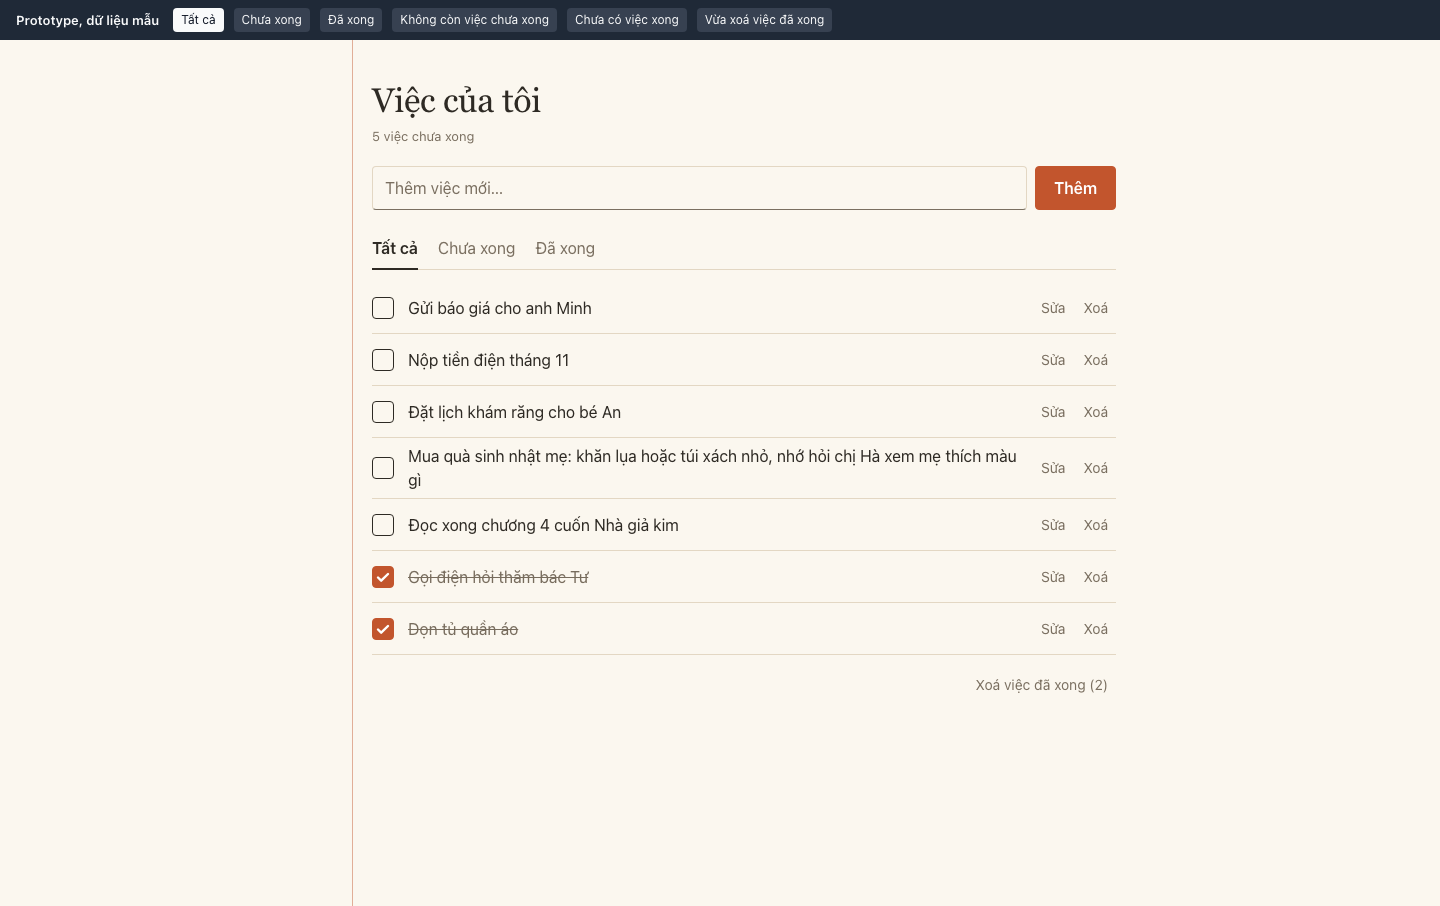 Prototype, dữ liệu mẫu Tất cả Chưa xong Đã xong Không còn việc chưa xong Chưa có việc xong Vừa xoá việc đã xong
Việc của tôi
5 việc chưa xong
Thêm việc mới... Thêm
Tất cả Chưa xong Đã xong
Gửi báo giá cho anh Minh Sửa Xoá
Nộp tiền điện tháng 11 Sửa Xoá
Đặt lịch khám răng cho bé An Sửa Xoá
Mua quà sinh nhật mẹ: khăn lụa hoặc túi xách nhỏ, nhớ hỏi chị Hà xem mẹ thích màu
gì Sửa Xoá
Đọc xong chương 4 cuốn Nhà giả kim Sửa Xoá
Gọi điện hỏi thăm bác Tư Sửa Xoá
Dọn tủ quần áo Sửa Xoá
Xoá việc đã xong (2)